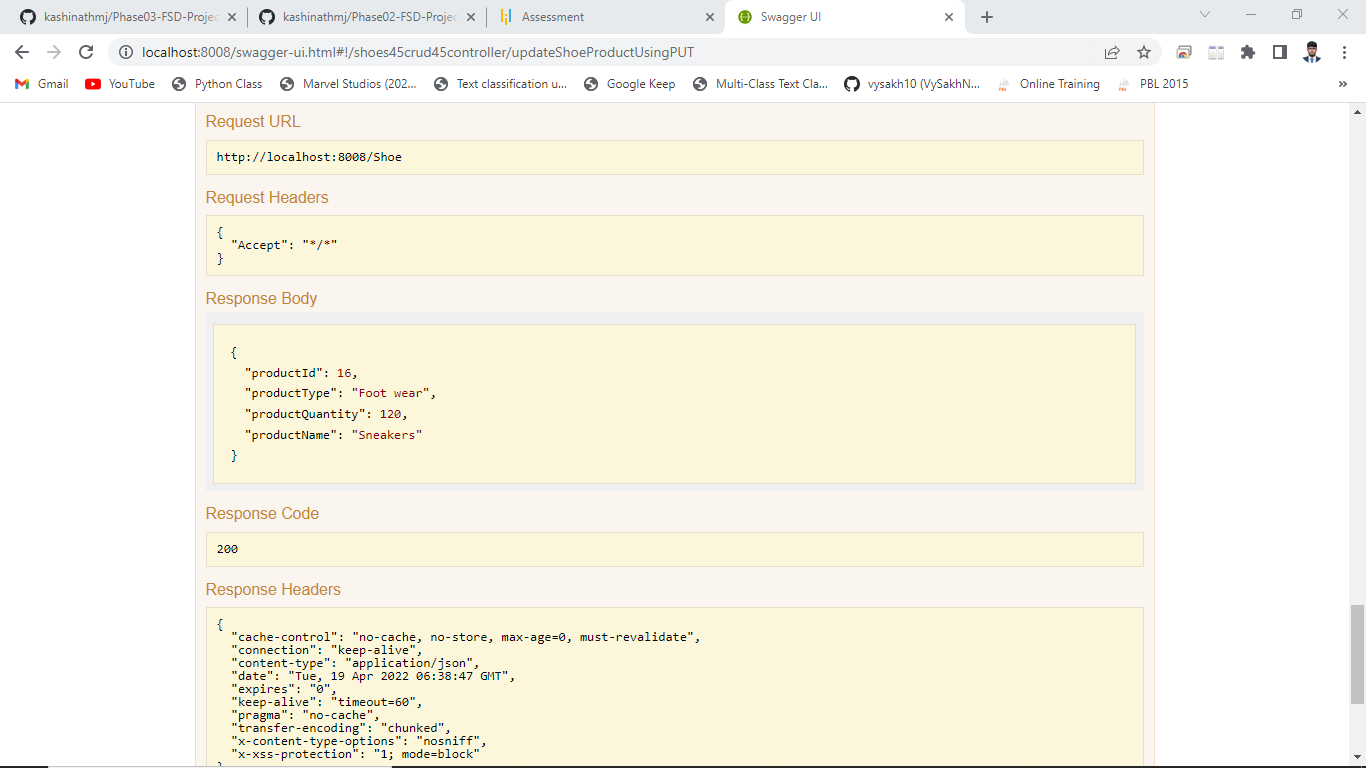 kashinathmj/Phase03-FSD-Projec
kashinathmj/Phase02-FSD-Projec
Assessment
Swagger UI
localhost:8008/swagger-ui.html#!/shoes45crud45controller/updateShoeProductUsingPUT
Gmail
YouTube
Python Class
Marvel Studios (202...
Text classification u...
Google Keep
Multi-Class Text Cla...
vysakh10 (VySakhN...
PBL
Online Training
PBL
PBL 2015
»
Request URL
http://localhost:8008/Shoe
Request Headers
{
"Accept": "*/*"
}
Response Body
{
"productId": 16,
"productType": "Foot wear",
"productQuantity": 120,
"productName": "Sneakers"
}
Response Code
200
Response Headers
{
"cache-control": "no-cache, no-store, max-age=0, must-revalidate",
"connection": "keep-alive",
"content-type": "application/json",
"date": "Tue, 19 Apr 2022 06:38:47 GMT",
"expires": "0",
"keep-alive": "timeout=60",
"pragma": "no-cache",
"transfer-encoding": "chunked",
"x-content-type-options": "nosniff",
"x-xss-protection": "1; mode=block"
}